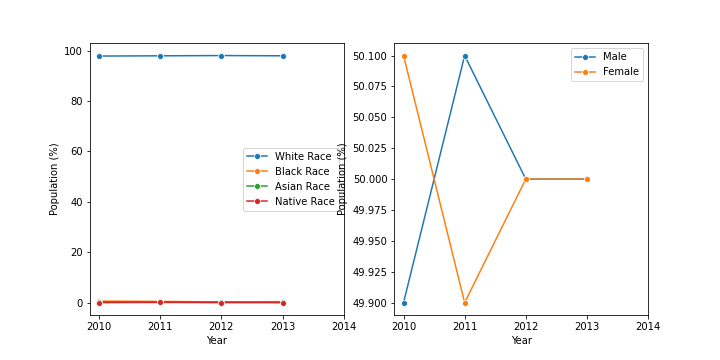 100
80
60
40
20
0
Population (%)
White Race
Black Race
Asian Race
Native Race
2010 2011 2012 2013 2014
Year
50.100
50.075
50.050
50.025
50.000
49.975
49.950
49.925
49.900
Population (%)
Male
Female
2010 2011 2012 2013 2014
Year